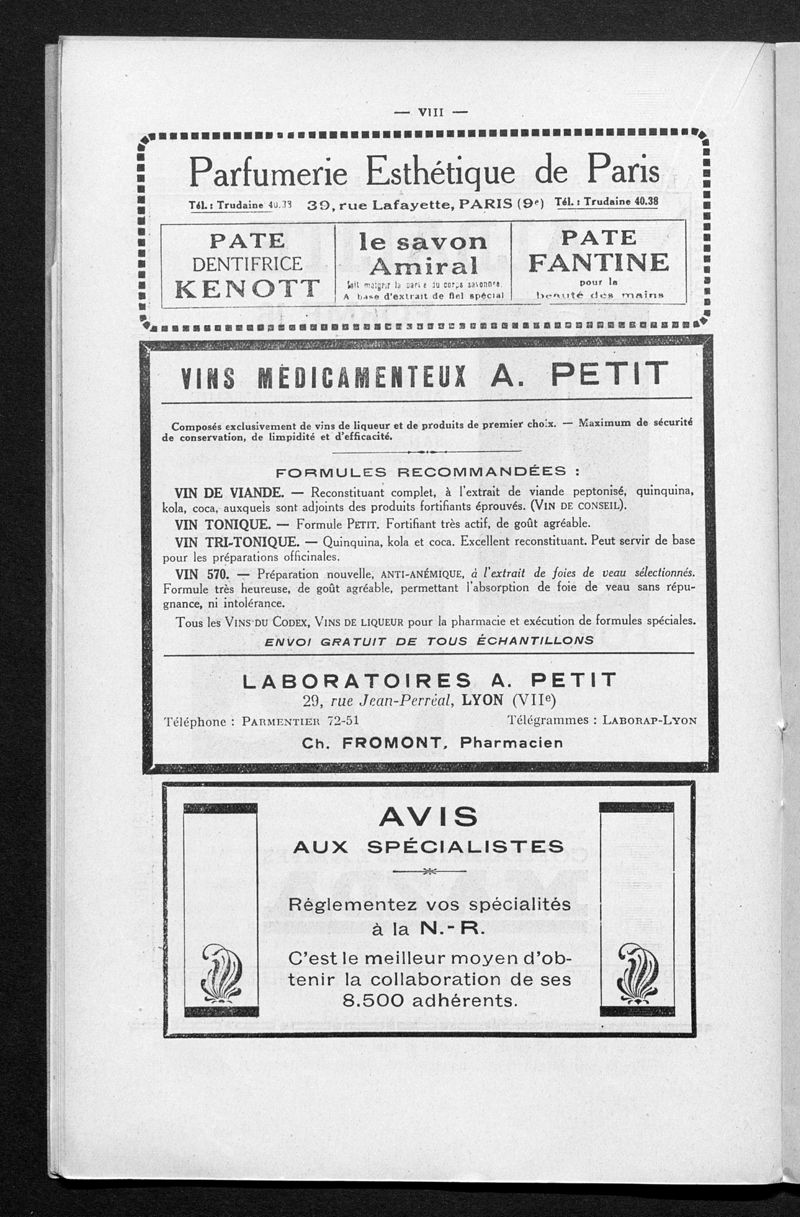 — VIII —
Parfumerie Esthétique de Paris
Tél.: Trudaine 40.38 39, rue Lafayette, PARIS (9e) Tél. : Trudaine 40.38
PATE
DENTIFRICE
KENOTT
le savon
Amiral
fait maigrir la partie du corps savonnée.
A base d'extrait de fiel spécial
PATE
FANTINE
pour la
beauté des mains
VINS MÉDICAMENTEUX A. PETIT
Composés exclusivement de vins de liqueur et de produits de premier choix. — Maximum de sécurité
de conservation, de limpidité et d'efficacité.
FORMULES RECOMMANDÉES :
VIN DE VIANDE. — Reconstituant complet, à l'extrait de viande peptonisé, quinquina,
kola, coca, auxquels sont adjoints des produits fortifiants éprouvés. (VIN DE CONSEIL).
VIN TONIQUE. — Formule PETIT. Fortifiant très actif, de goût agréable.
VIN TRI-TONIQUE. — Quinquina, kola et coca. Excellent reconstituant. Peut servir de base
pour les préparations officinales.
VIN 570. — Préparation nouvelle, ANTI-ANÉMIQUE, à l'extrait de foies de veau sélectionnés.
Formule très heureuse, de goût agréable, permettant l'absorption de foie de veau sans répu-
gnance, ni intolérance.
Tous les VINS DU CODEX, VINS DE LIQUEUR pour la pharmacie et exécution de formules spéciales.
ENVOI GRATUIT DE TOUS ÉCHANTILLONS
LABORATOIRES A. PETIT
29, rue Jean-Perréal, LYON (VIIe)
Téléphone : PARMENTIER 72-51 Télégrammes : LABORAP-LYON
Ch. FROMONT, Pharmacien
AVIS
AUX SPÉCIALISTES
Réglementez vos spécialités
à la N.-R.
C'est le meilleur moyen d'ob-
tenir la collaboration de ses
8.500 adhérents.